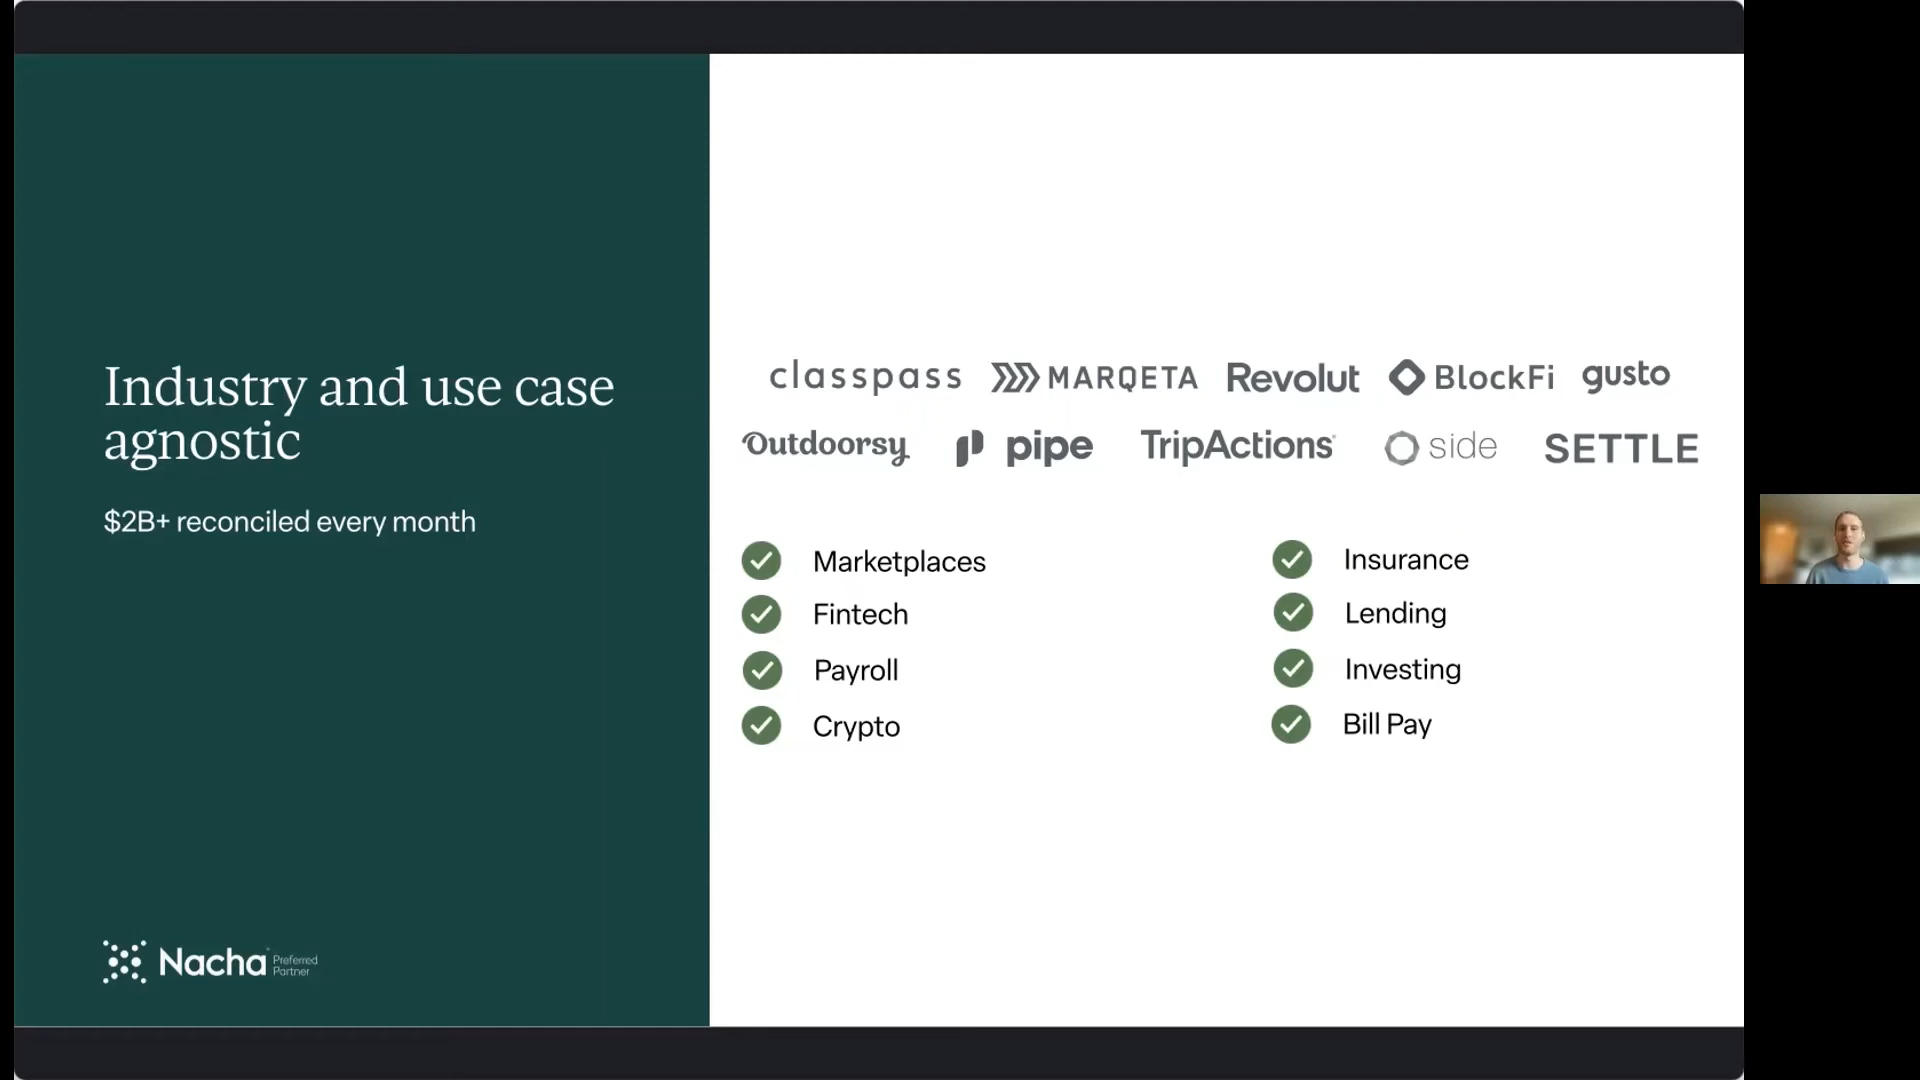 Industry and use case
agnostic
$2B+ reconciled every month
Nacha Preferred
Partner
classpass MARQETA Revolut BlockFi gusto
Outdoorsy pipe TripActions side SETTLE
Marketplaces
Fintech
Payroll
Crypto
Insurance
Lending
Investing
Bill Pay